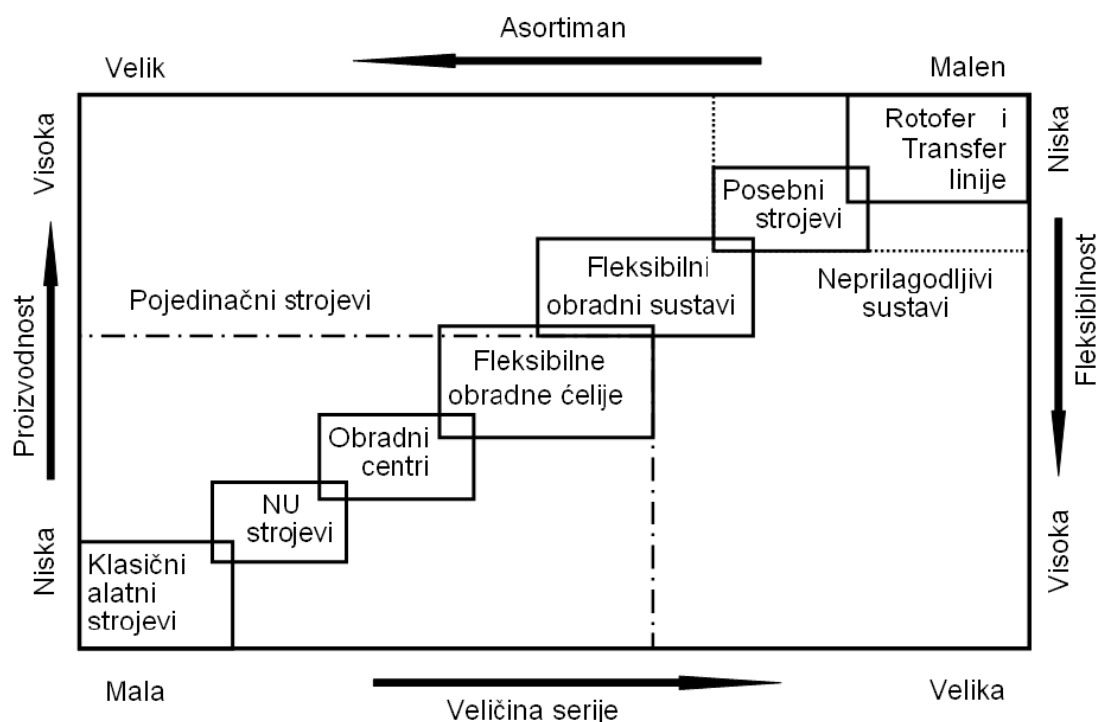 Asortiman
Velik
Malen
Visoka
Niska
Rotofer i
Transfer
linije
Posebni
strojevi
Fleksibilni
obradni sustavi
Neprilagodljivi
sustavi
Pojedinačni strojevi
Proizvodnost
Fleksibilnost
Fleksibilne
obradne ćelije
Obradni
centri
NU
strojevi
Niska
Visoka
Klasični
alatni
strojevi
Mala
Velika
Veličina serije